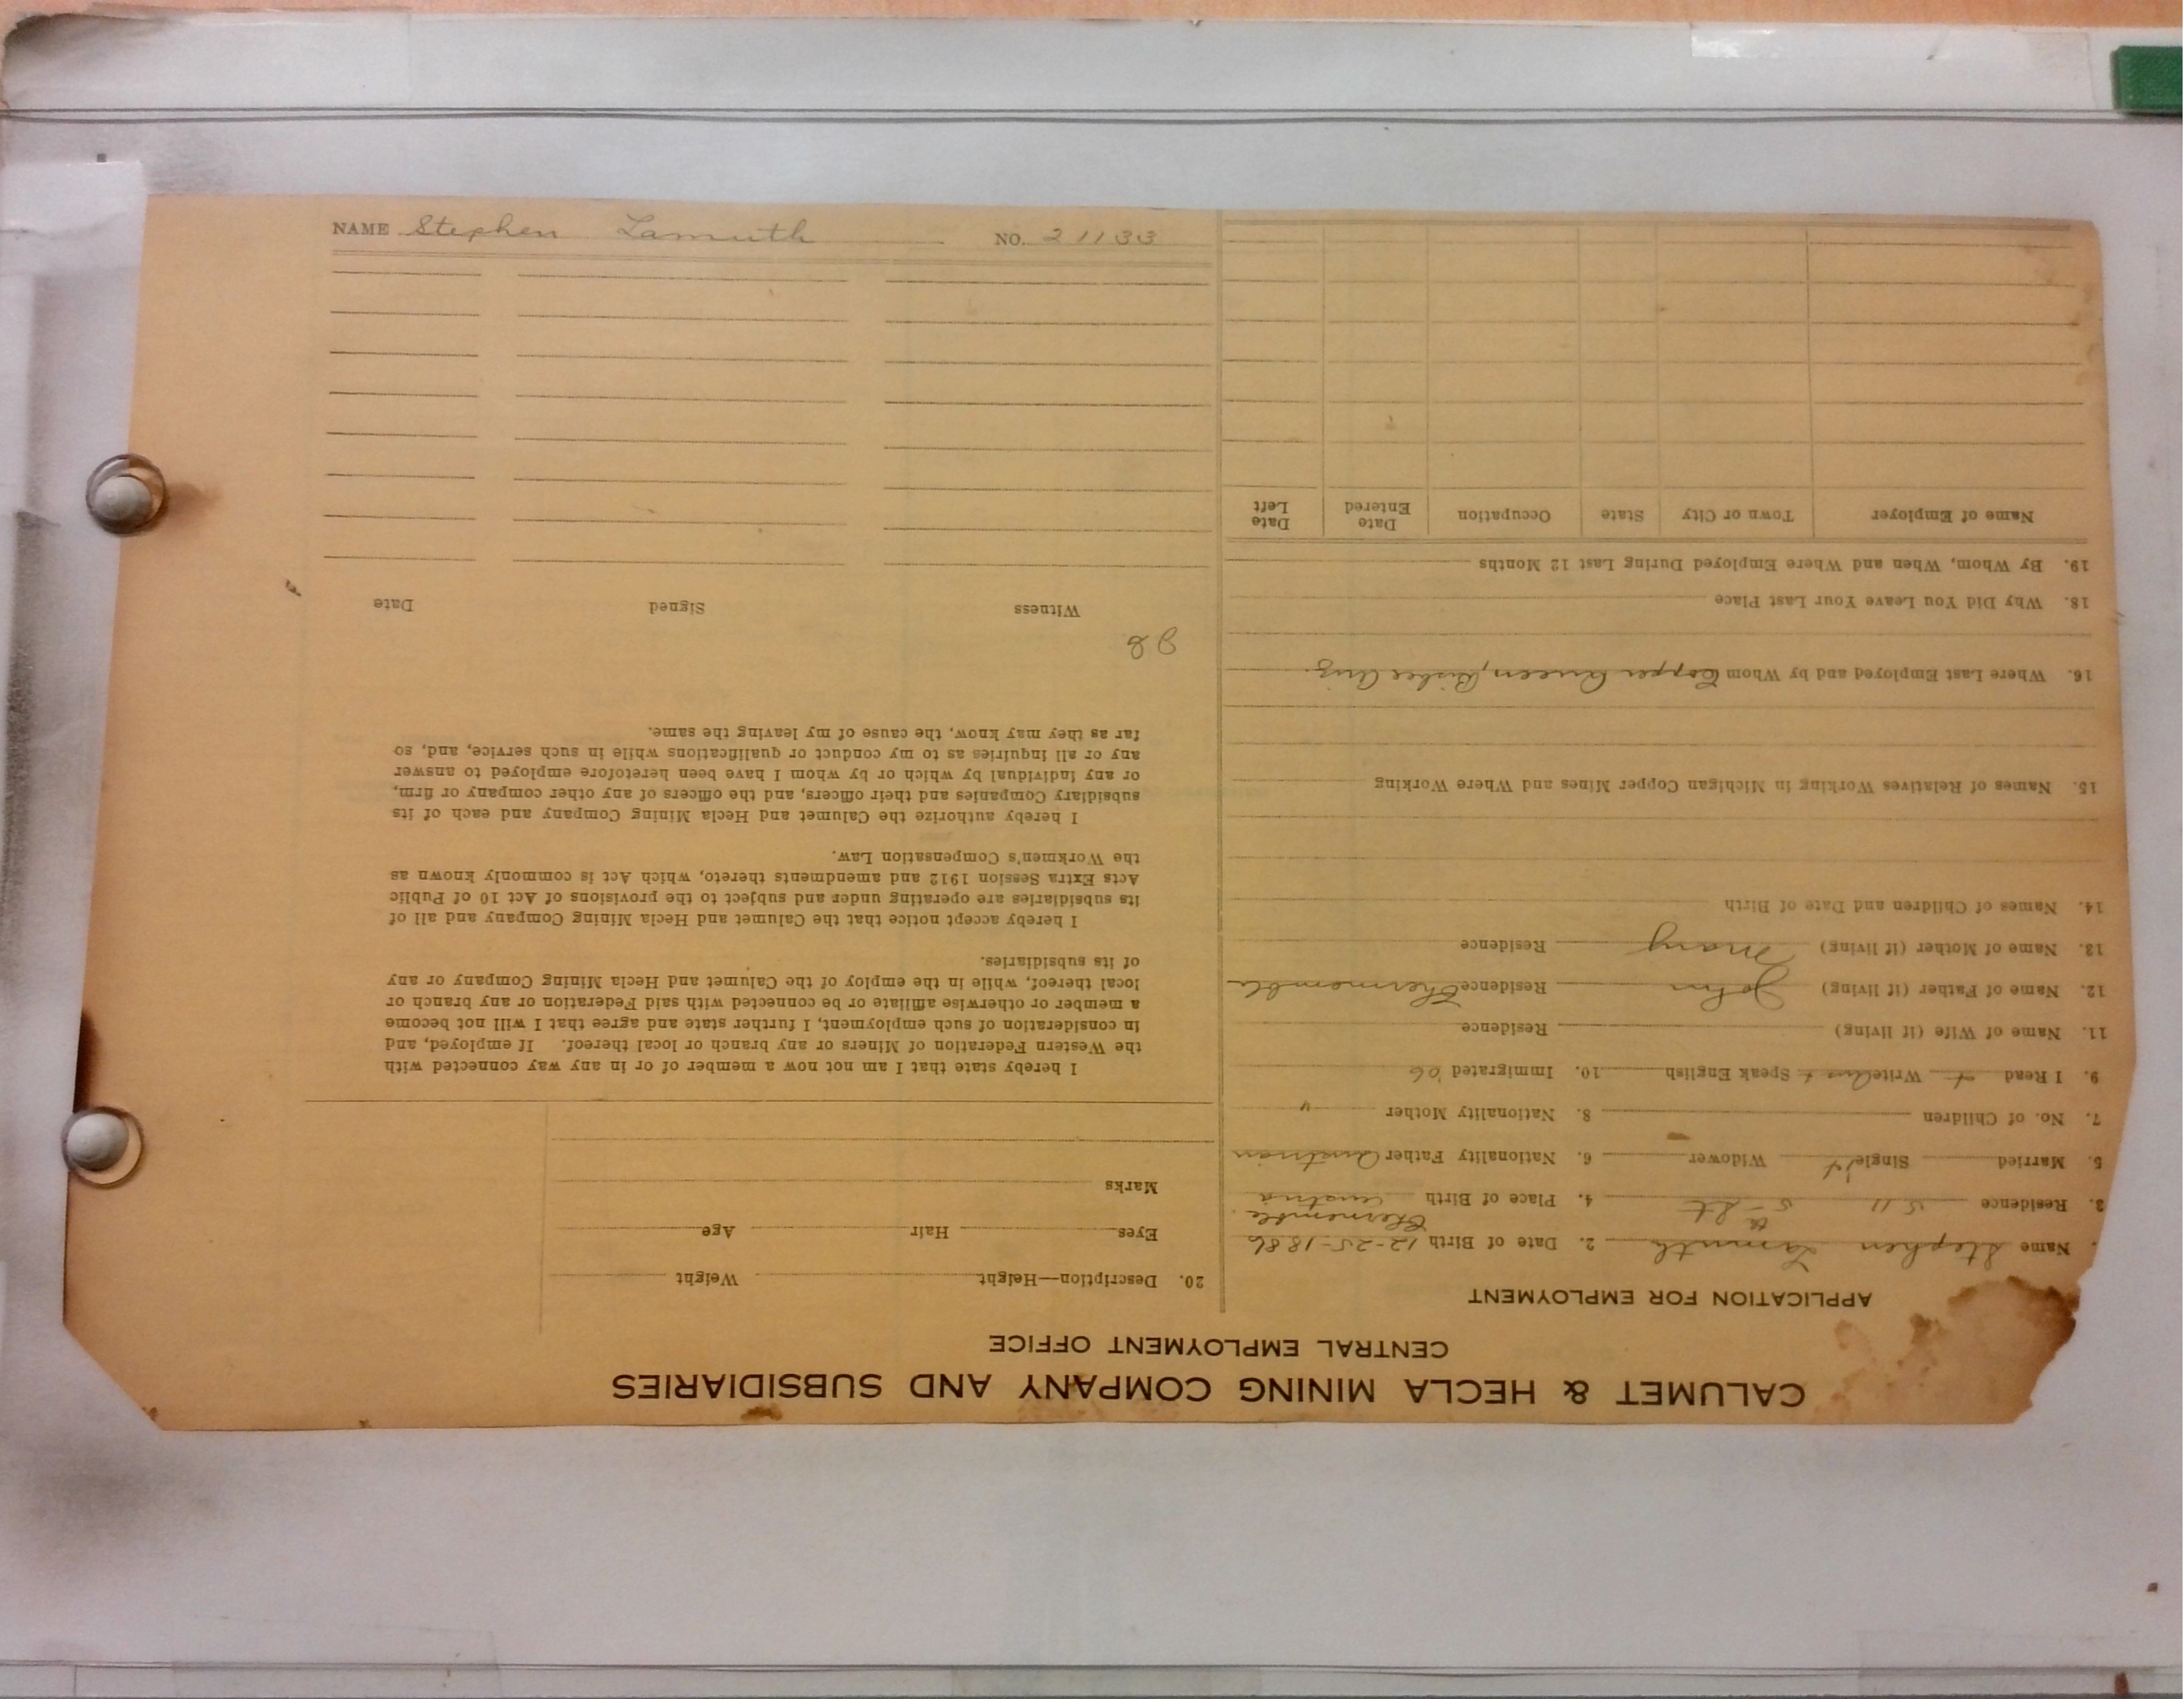 CALUMET & HECLA MINING COMPANY AND SUBSIDIARIES
CENTRAL EMPLOYMENT OFFICE
APPLICATION FOR EMPLOYMENT
Name Stephen Lamuth 2. Date of Birth 12-25-1886
3. Residence 511 5th St 4. Place of Birth Chernemble Austria
5. Married Single Widower 6. Nationality Father Austrian
7. No. of Children 8. Nationality Mother "
9. I Read Write Speak English 10. Immigrated '06
11. Name of Wife (if living) Residence
12. Name of Father (if living) John Residence Chernemble
13. Name of Mother (if living) Mary Residence
14. Names of Children and Date of Birth
15. Names of Relatives Working in Michigan Copper Mines and Where Working
16. Where Last Employed and by Whom Copper Queen, Bisbee Ariz.
18. Why Did You Leave Your Last Place
19. By Whom, When and Where Employed During Last 12 Months
Name of Employer Town or City State Occupation Date Entered Date Left
20. Description—Height Weight
Eyes Hair Age
Marks
I hereby state that I am not now a member of or in any way connected with
the Western Federation of Miners or any branch or local thereof. If employed, and
in consideration of such employment, I further state and agree that I will not become
a member or otherwise affiliate or be connected with said Federation or any branch or
local thereof, while in the employ of the Calumet and Hecla Mining Company or any
of its subsidiaries.
I hereby accept notice that the Calumet and Hecla Mining Company and all of
its subsidiaries are operating under and subject to the provisions of Act 10 of Public
Acts Extra Session 1912 and amendments thereto, which Act is commonly known as
the Workmen's Compensation Law.
I hereby authorize the Calumet and Hecla Mining Company and each of its
subsidiary Companies and their officers, and the officers of any other company or firm,
or any individual by which or by whom I have been heretofore employed to answer
any or all inquiries as to my conduct or qualifications while in such service, and, so
far as they may know, the cause of my leaving the same.
Witness Signed Date
NAME Stephen Lamuth NO. 21133